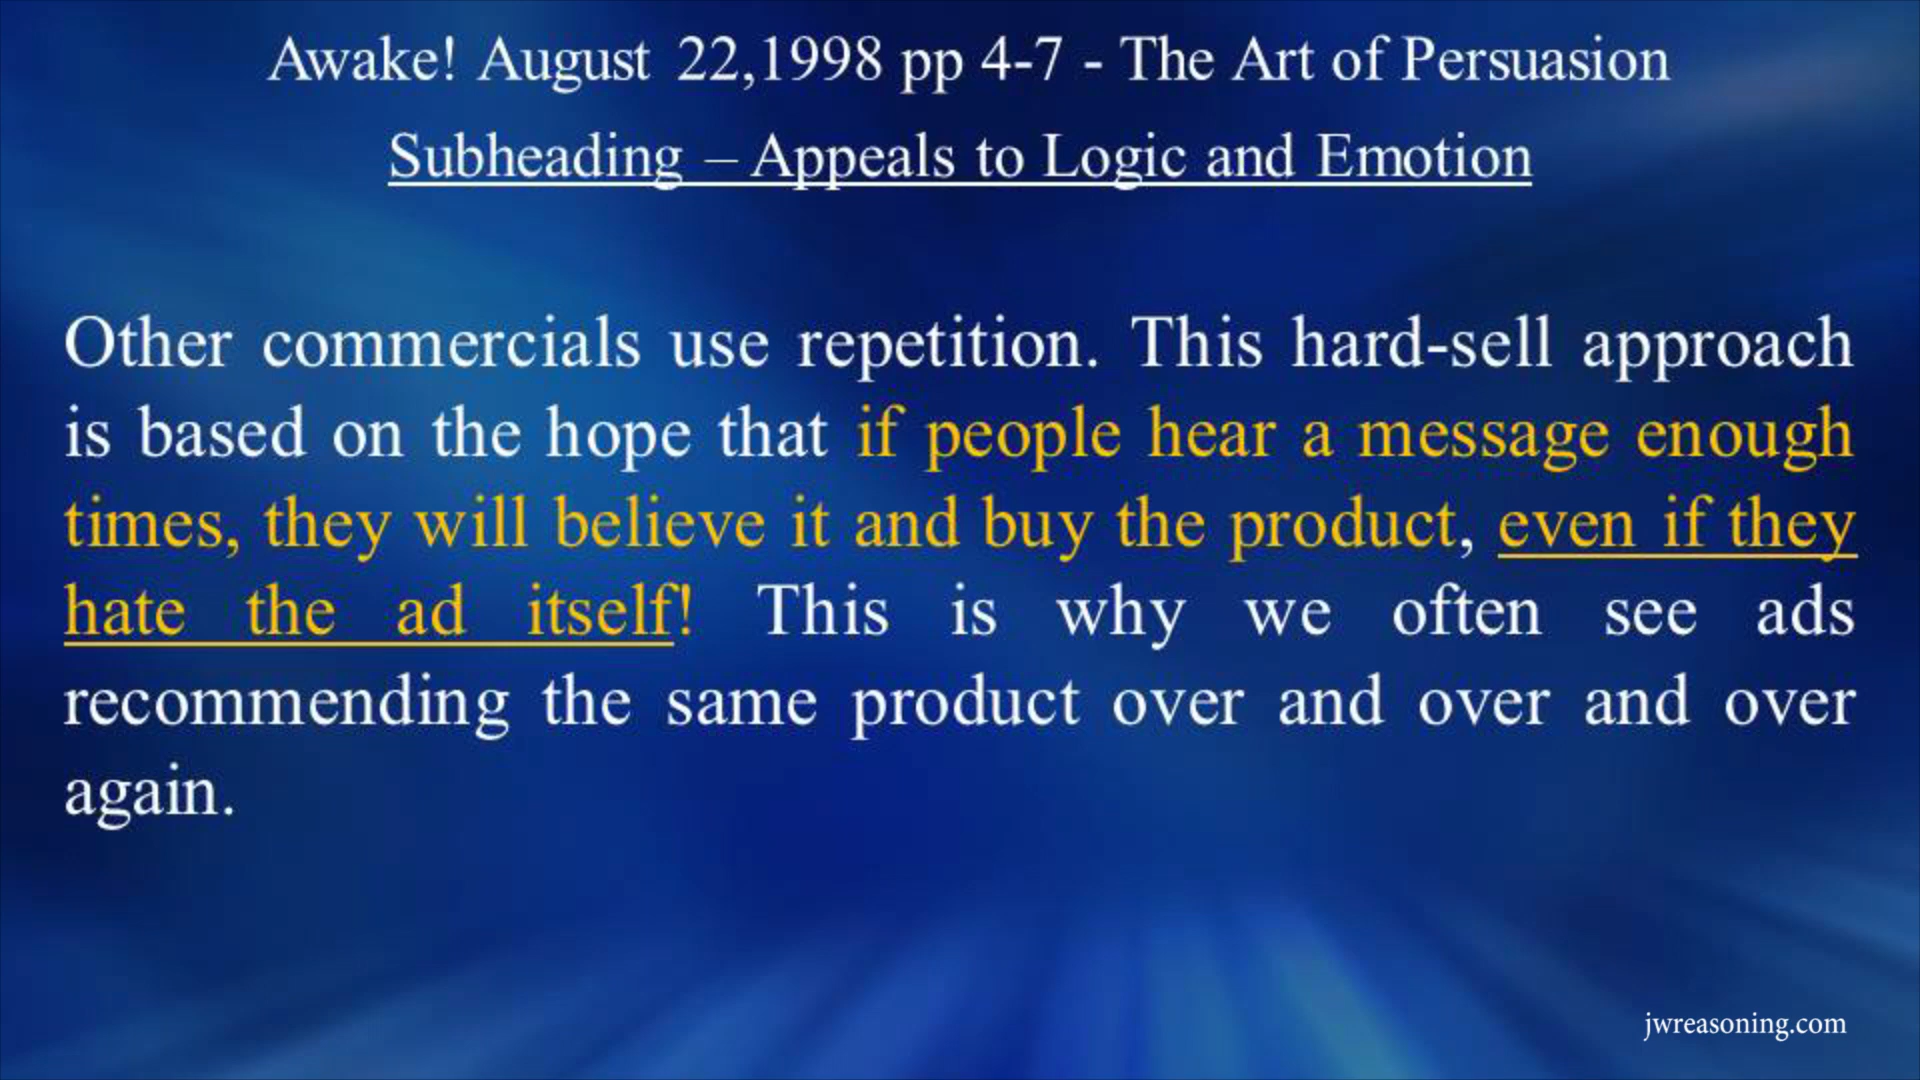 Awake! August 22,1998 pp 4-7 - The Art of Persuasion
Subheading – Appeals to Logic and Emotion
Other commercials use repetition. This hard-sell approach
is based on the hope that if people hear a message enough
times, they will believe it and buy the product, even if they
hate the ad itself! This is why we often see ads
recommending the same product over and over and over
again.
jwreasoning.com